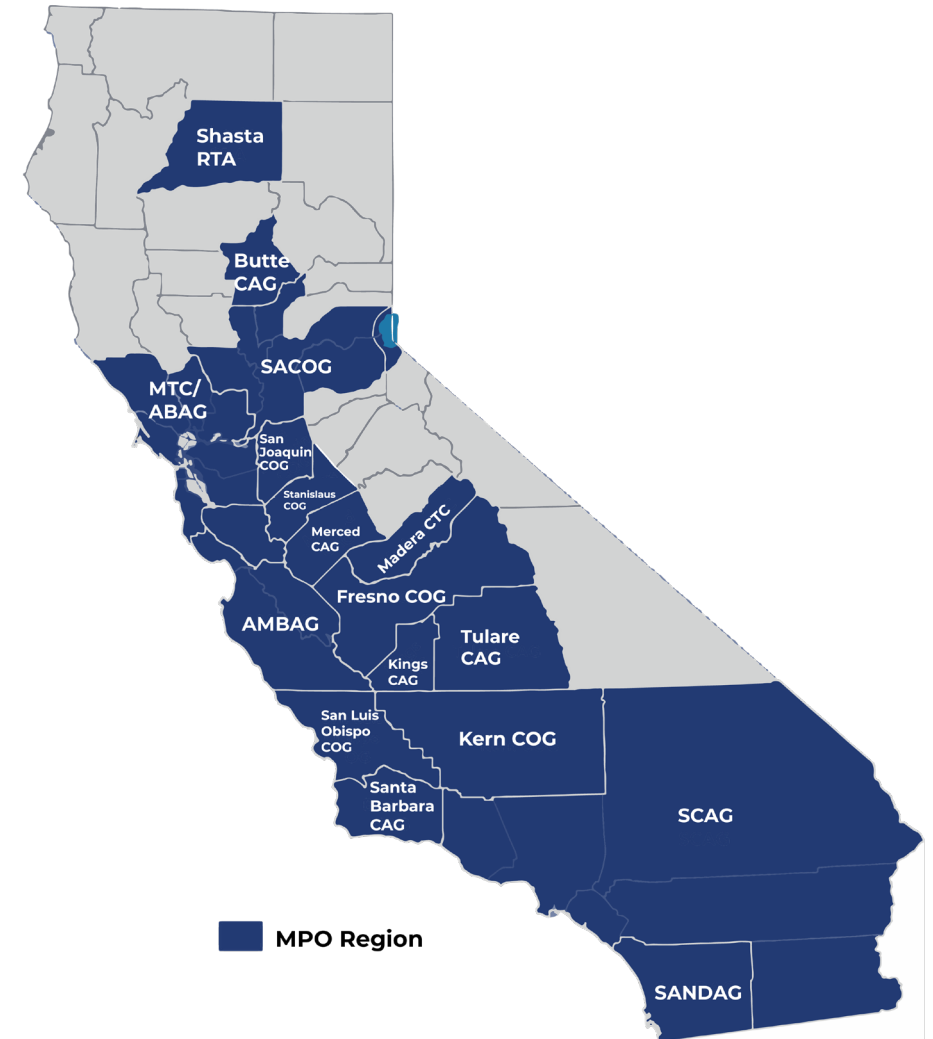 Shasta
RTA
Butte
CAG
SACOG
MTC/
ABAG
San
Joaquin
COG
Stanislaus
COG
Merced
CAG
Madera CTC
Fresno COG
AMBAG
Tulare
CAG
Kings
CAG
San Luis
Obispo
COG
Kern COG
Santa
Barbara
CAG
SCAG
MPO Region
SANDAG